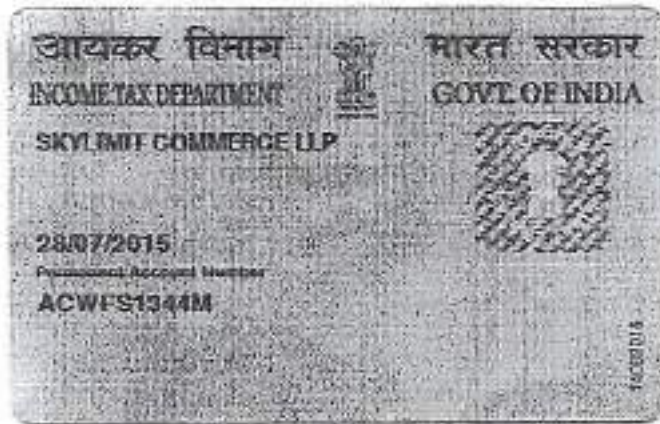 आयकर विभाग
भारत सरकार
INCOME TAX DEPARTMENT
GOVT. OF INDIA
SKYLIMIT COMMERCE LLP
28/07/2015
Permanent Account Number
ACWFS1344M